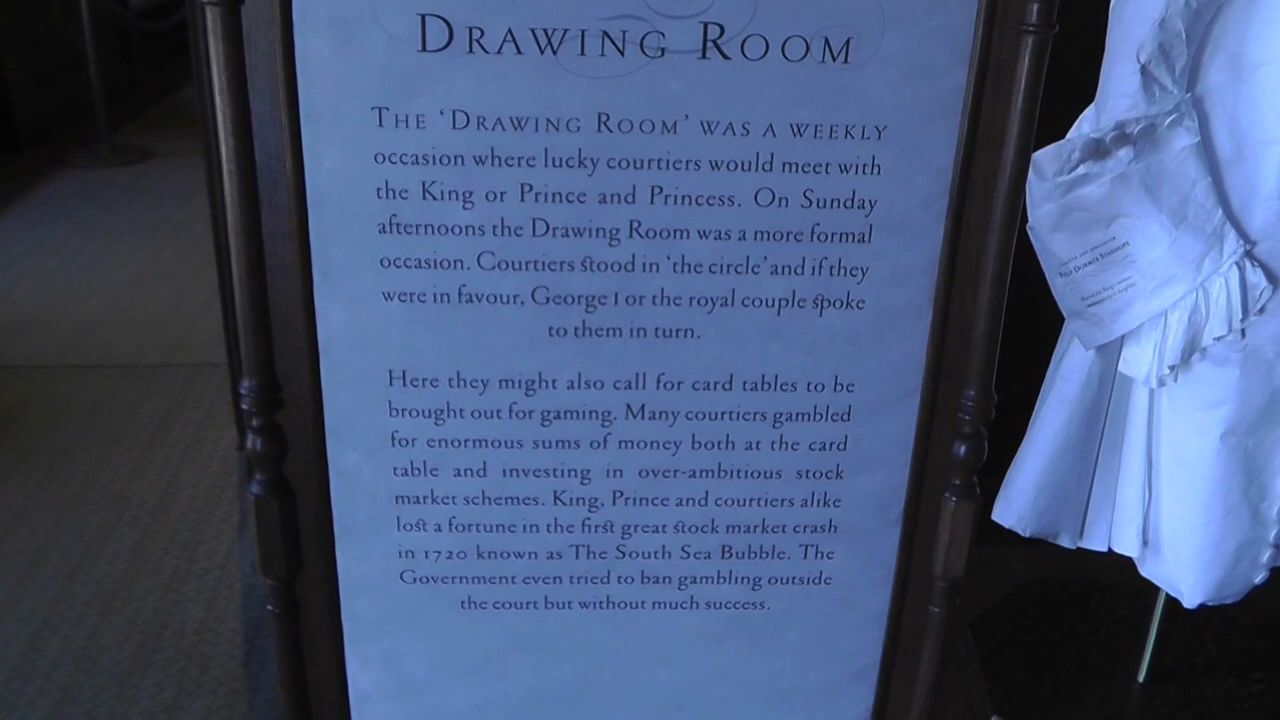 DRAWING ROOM
THE 'DRAWING ROOM' WAS A WEEKLY
occasion where lucky courtiers would meet with
the King or Prince and Princess. On Sunday
afternoons the Drawing Room was a more formal
occasion. Courtiers stood in 'the circle' and if they
were in favour, George I or the royal couple spoke
to them in turn.
Here they might also call for card tables to be
brought out for gaming. Many courtiers gambled
for enormous sums of money both at the card
table and investing in over-ambitious stock
market schemes. King, Prince and courtiers alike
lost a fortune in the first great stock market crash
in 1720 known as The South Sea Bubble. The
Government even tried to ban gambling outside
the court but without much success.
DORMER STANHOPE